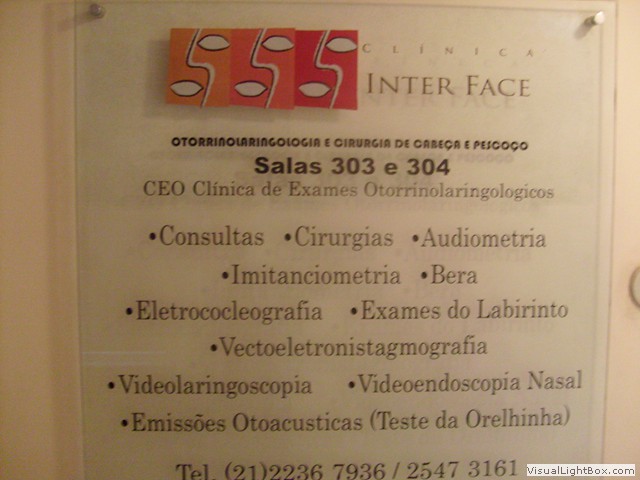 CLÍNICA
INTER FACE
OTORRINOLARINGOLOGIA E CIRURGIA DE CABEÇA E PESCOÇO
Salas 303 e 304
CEO Clínica de Exames Otorrinolaringologicos
•Consultas •Cirurgias •Audiometria
•Imitanciometria •Bera
•Eletrococleografia •Exames do Labirinto
•Vectoeletronistagmografia
•Videolaringoscopia •Vídeoendoscopia Nasal
•Emissões Otoacusticas (Teste da Orelhinha)
Tel. (21)2236 7936 / 2547 3161
VisualLightBox.com